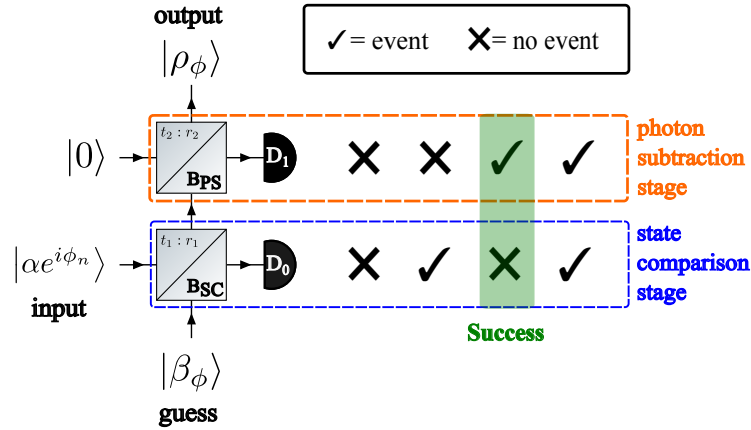 output
|ρ_ϕ⟩
✓= event ✕= no event
|0⟩
t₂ : r₂
B_PS
D₁
✕ ✕ ✓ ✓
photon
subtraction
stage
|αe^{iϕ_n}⟩
input
t₁ : r₁
B_SC
D₀
✕ ✓ ✕ ✓
state
comparison
stage
Success
|β_ϕ⟩
guess